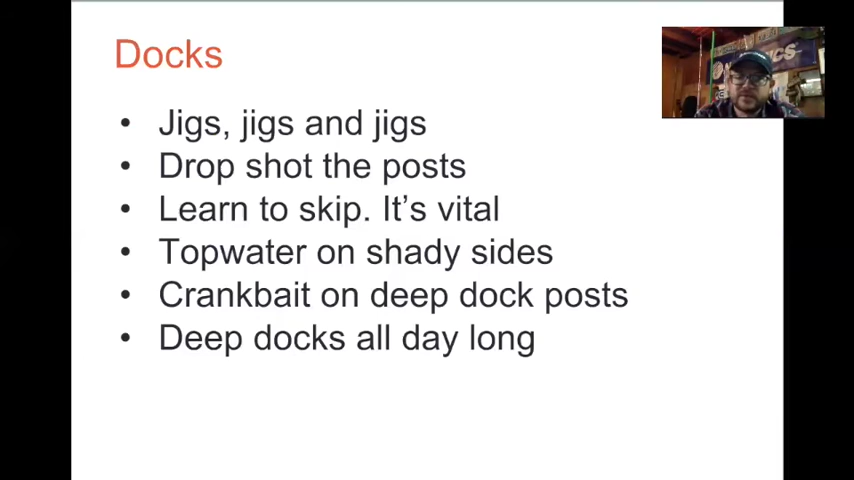 Docks
• Jigs, jigs and jigs
• Drop shot the posts
• Learn to skip. It's vital
• Topwater on shady sides
• Crankbait on deep dock posts
• Deep docks all day long